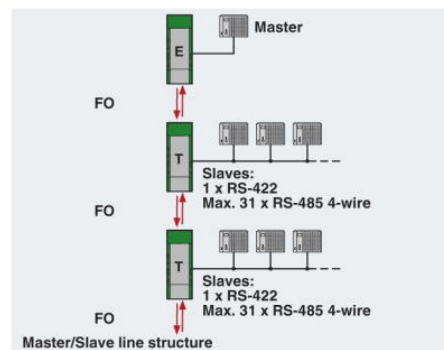 Master
E
FO
T
Slaves:
1 x RS-422
Max. 31 x RS-485 4-wire
FO
T
Slaves:
1 x RS-422
Max. 31 x RS-485 4-wire
FO
Master/Slave line structure